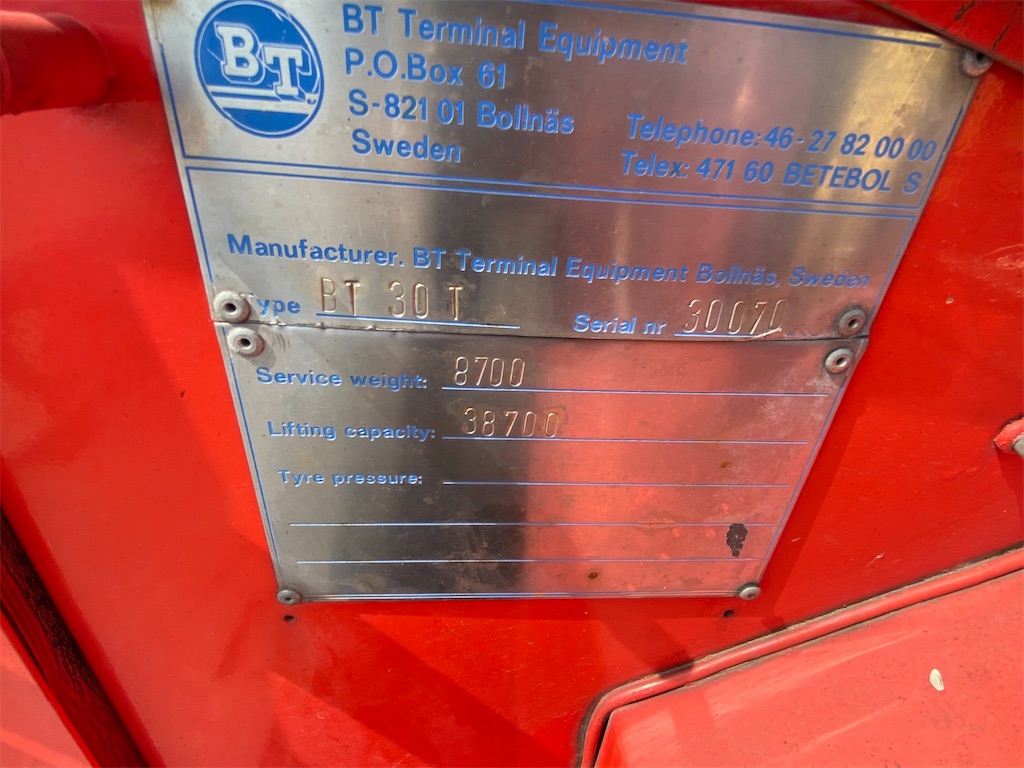 BT
BT Terminal Equipment
P.O.Box 61
S-821 01 Bollnäs
Sweden
Telephone: 46-27 82 00 00
Telex: 471 60 BETEBOL S
Manufacturer. BT Terminal Equipment Bollnäs, Sweden
Type BT 30 T Serial nr 30070
Service weight: 8700
Lifting capacity: 38700
Tyre pressure: